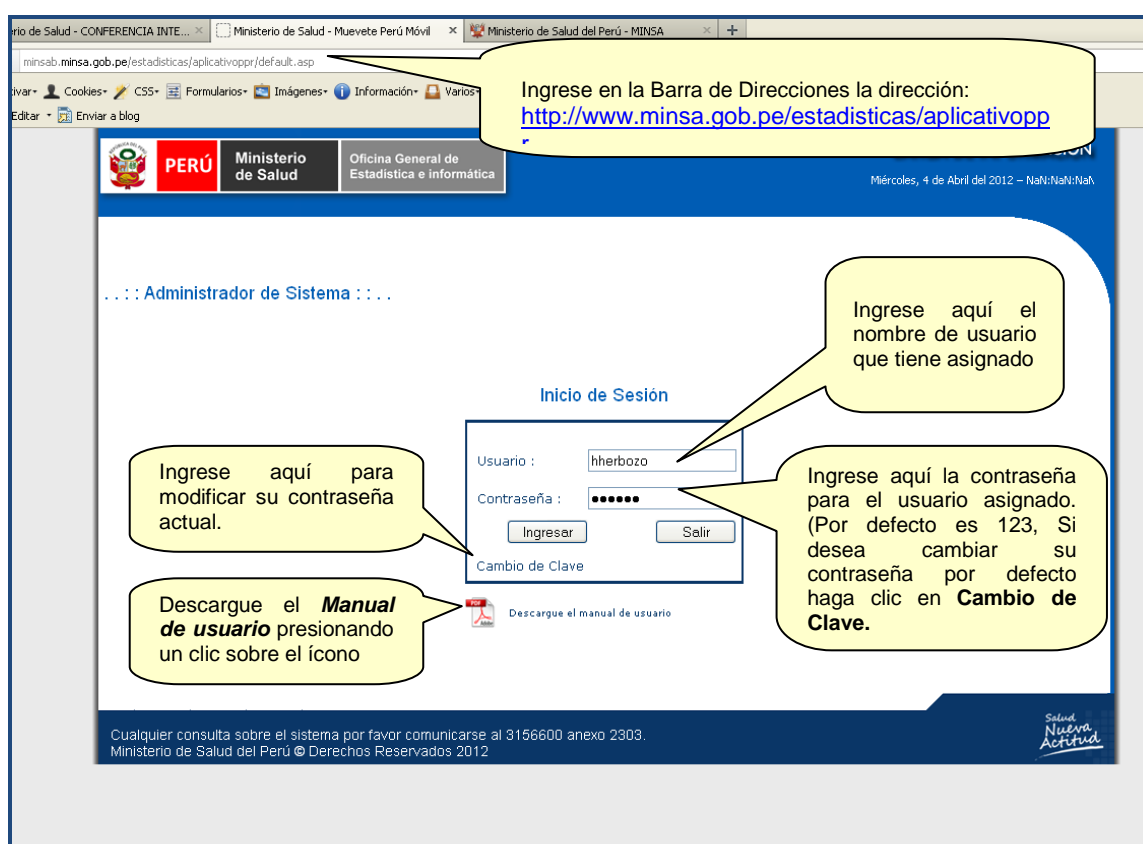 rio de Salud - CONFERENCIA INTE... Ministerio de Salud - Muevete Perú Móvil Ministerio de Salud del Perú - MINSA
minsab.minsa.gob.pe/estadisticas/aplicativoppr/default.asp
Cookies CSS Formularios Imágenes Información Varios
Editar Enviar a blog
Ingrese en la Barra de Direcciones la dirección:
http://www.minsa.gob.pe/estadisticas/aplicativopp
PERÚ
Ministerio
de Salud
Oficina General de
Estadística e informática
Miércoles, 4 de Abril del 2012 – NaN:NaN:NaN
. . : : Administrador de Sistema : : . .
Ingrese aquí el
nombre de usuario
que tiene asignado
Inicio de Sesión
Usuario : hherbozo
Contraseña : ●●●●●●
Ingresar Salir
Cambio de Clave
Ingrese aquí para
modificar su contraseña
actual.
Ingrese aquí la contraseña
para el usuario asignado.
(Por defecto es 123, Si
desea cambiar su
contraseña por defecto
haga clic en Cambio de
Clave.
Descargue el Manual
de usuario presionando
un clic sobre el ícono
PDF
Adobe
Descargue el manual de usuario
Cualquier consulta sobre el sistema por favor comunicarse al 3156600 anexo 2303.
Ministerio de Salud del Perú © Derechos Reservados 2012
Salud
Nueva
Actitud